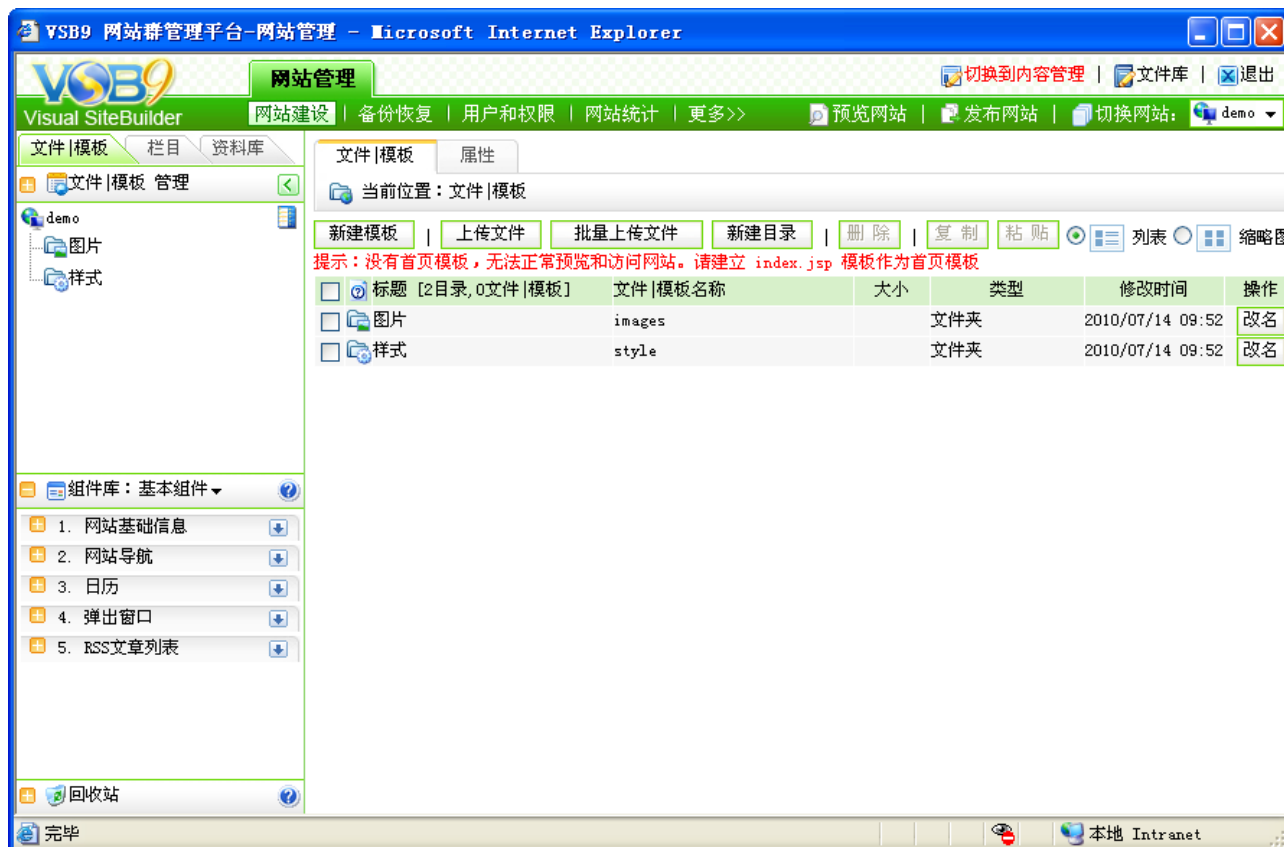 VSB9 网站群管理平台-网站管理 - Microsoft Internet Explorer
VSB9
Visual SiteBuilder
网站管理
切换到内容管理 | 文件库 | 退出
网站建设 | 备份恢复 | 用户和权限 | 网站统计 | 更多>> 预览网站 | 发布网站 | 切换网站: demo
文件|模板 栏目 资料库
文件|模板 管理
demo
图片
样式
组件库：基本组件
1. 网站基础信息
2. 网站导航
3. 日历
4. 弹出窗口
5. RSS文章列表
回收站
文件|模板 属性
当前位置：文件|模板
新建模板 | 上传文件 批量上传文件 新建目录 | 删 除 | 复 制 粘 贴 列表 缩略图
提示：没有首页模板，无法正常预览和访问网站。请建立 index.jsp 模板作为首页模板
标题 [2目录,0文件|模板] 文件|模板名称 大小 类型 修改时间 操作
图片 images 文件夹 2010/07/14 09:52 改名
样式 style 文件夹 2010/07/14 09:52 改名
完毕 本地 Intranet